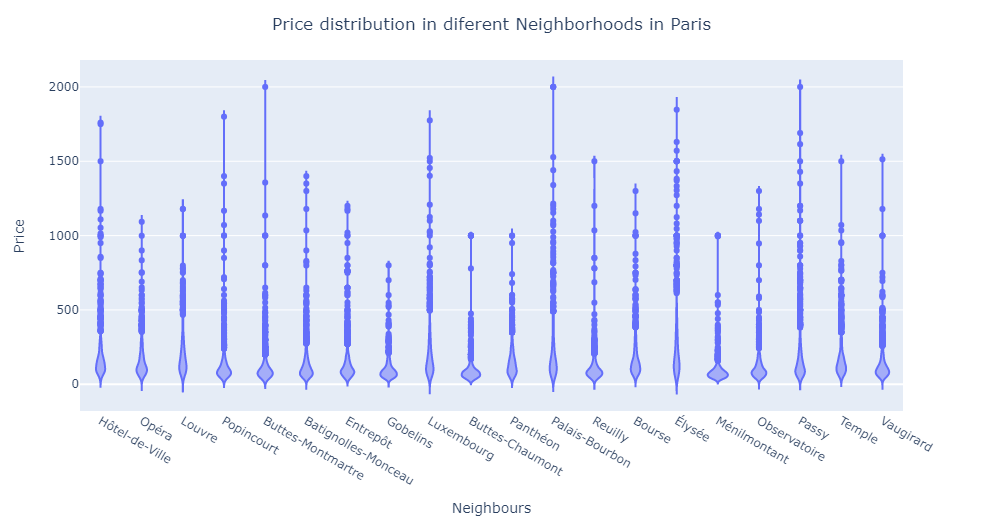 Price distribution in diferent Neighborhoods in Paris
Price
2000
1500
1000
500
0
Hôtel-de-Ville
Opéra
Louvre
Popincourt
Buttes-Montmartre
Batignolles-Monceau
Entrepôt
Gobelins
Luxembourg
Buttes-Chaumont
Panthéon
Palais-Bourbon
Reuilly
Bourse
Élysée
Ménilmontant
Observatoire
Passy
Temple
Vaugirard
Neighbours